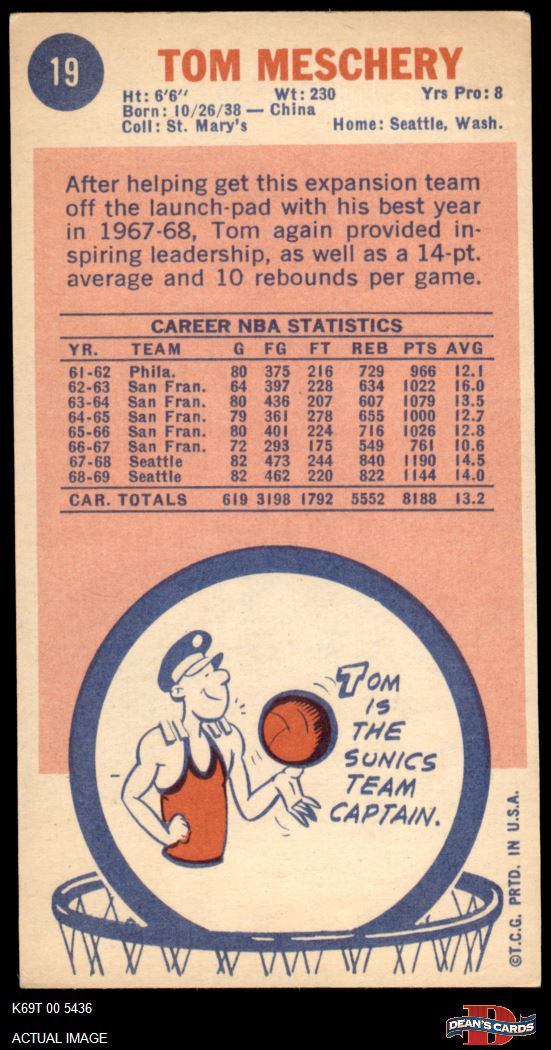 19
TOM MESCHERY
Ht: 6'6" Wt: 230 Yrs Pro: 8
Born: 10/26/38 — China
Coll: St. Mary's Home: Seattle, Wash.
After helping get this expansion team
off the launch-pad with his best year
in 1967-68, Tom again provided in-
spiring leadership, as well as a 14-pt.
average and 10 rebounds per game.
CAREER NBA STATISTICS
YR. TEAM G FG FT REB PTS AVG
61-62 Phila. 80 375 216 729 966 12.1
62-63 San Fran. 64 397 228 634 1022 16.0
63-64 San Fran. 80 436 207 607 1079 13.5
64-65 San Fran. 79 361 278 655 1000 12.7
65-66 San Fran. 80 401 224 716 1026 12.8
66-67 San Fran. 72 293 175 549 761 10.6
67-68 Seattle 82 473 244 840 1190 14.5
68-69 Seattle 82 462 220 822 1144 14.0
CAR. TOTALS 619 3198 1792 5552 8188 13.2
TOM
IS
THE
SUNICS
TEAM
CAPTAIN.
©T.C.G. PRTD. IN U.S.A.
K69T 00 5436
ACTUAL IMAGE
D
DEAN'S CARDS